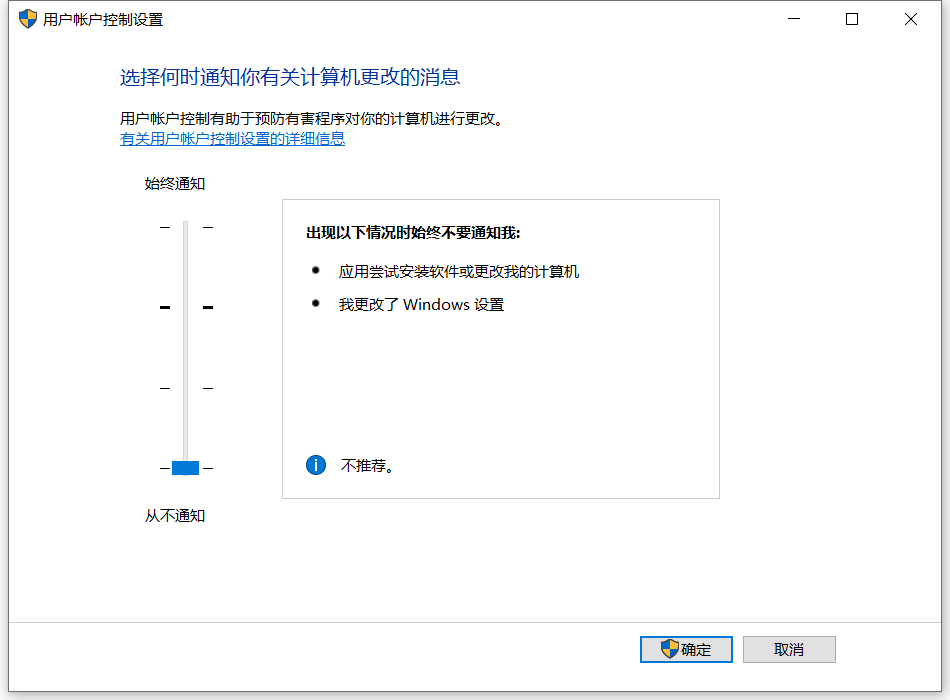 用户帐户控制设置
选择何时通知你有关计算机更改的消息
用户帐户控制有助于预防有害程序对你的计算机进行更改。
有关用户帐户控制设置的详细信息
始终通知
出现以下情况时始终不要通知我:
• 应用尝试安装软件或更改我的计算机
• 我更改了 Windows 设置
不推荐。
从不通知
确定
取消